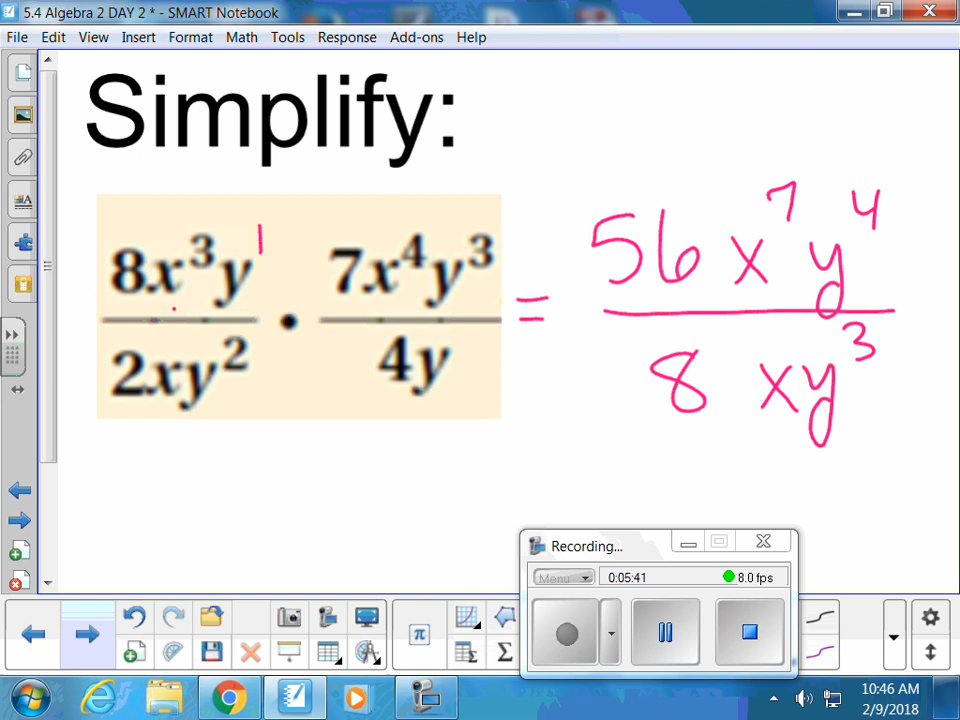 5.4 Algebra 2 DAY 2 * - SMART Notebook
File Edit View Insert Format Math Tools Response Add-ons Help
Simplify:
8x³y¹ / 2xy² • 7x⁴y³ / 4y = 56x⁷y⁴ / 8xy³
Recording...
Menu 0:05:41 8.0 fps
π Σ
10:46 AM
2/9/2018